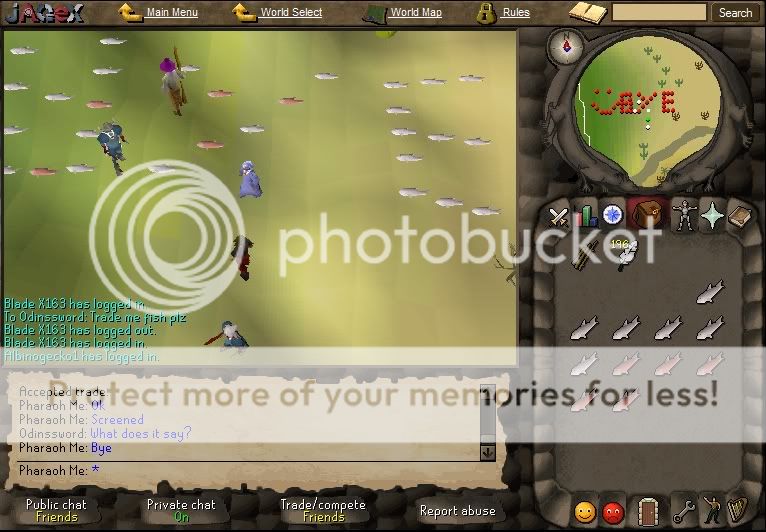 JAGEX Main Menu World Select World Map Rules Search
JAKE
196
photobucket
Blade X163 has logged in.
To Odinssword: Trade me fish plz
Blade X163 has logged out.
Blade X163 has logged in.
Albinogecko1 has logged in.
Protect more of your memories for less!
Accepted trade.
Pharaoh Me: Ok
Pharaoh Me: Screened
Odinssword: What does it say?
Pharaoh Me: Bye
Pharaoh Me: *
Public chat Private chat Trade/compete Report abuse
Friends On Friends